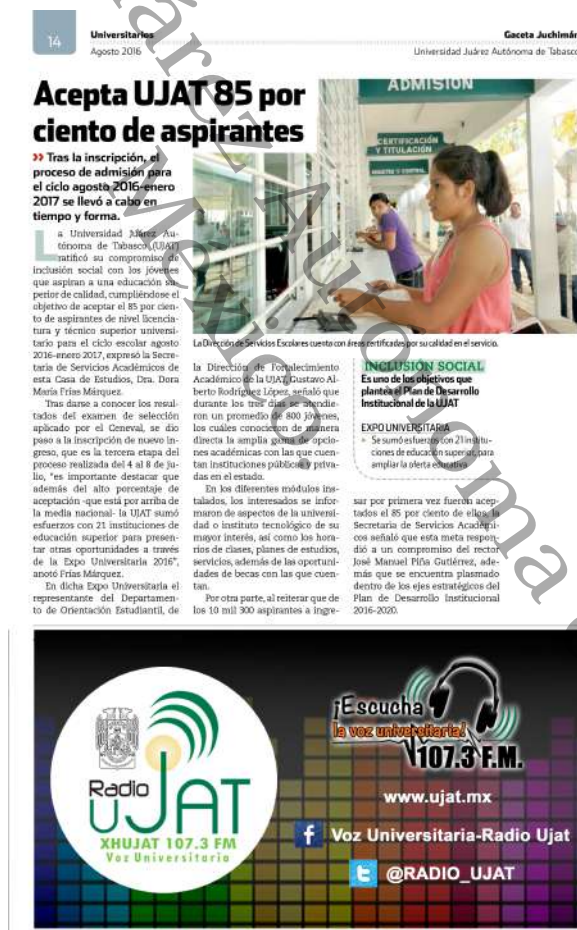 14
Universitarios
Agosto 2016
Gaceta Juchimán
Universidad Juárez Autónoma de Tabasco
Acepta UJAT 85 por
ciento de aspirantes
Tras la inscripción, el
proceso de admisión para
el ciclo agosto 2016-enero
2017 se llevó a cabo en
tiempo y forma.
La Universidad Juárez Au-
tónoma de Tabasco (UJAT)
ratificó su compromiso de
inclusión social con los jóvenes
que aspiran a una educación su-
perior de calidad, cumpliéndose el
objetivo de aceptar el 85 por cien-
to de aspirantes de nivel licencia-
tura y técnico superior universi-
tario para el ciclo escolar agosto
2016-enero 2017, expresó la Secre-
taria de Servicios Académicos de
esta Casa de Estudios, Dra. Dora
María Frías Márquez.
Tras darse a conocer los resul-
tados del examen de selección
aplicado por el Ceneval, se dio
paso a la inscripción de nuevo in-
greso, que es la tercera etapa del
proceso realizada del 4 al 8 de ju-
lio, "es importante destacar que
además del alto porcentaje de
aceptación -que está por arriba de
la media nacional- la UJAT sumó
esfuerzos con 21 instituciones de
educación superior para presen-
tar otras oportunidades a través
de la Expo Universitaria 2016",
anotó Frías Márquez.
En dicha Expo Universitaria el
representante del Departamen-
to de Orientación Estudiantil, de
ADMISIÓN
CERTIFICACIÓN
Y TITULACIÓN
REGISTRO Y CONTROL
La Dirección de Servicios Escolares cuenta con áreas certificadas por su calidad en el servicio.
la Dirección de Fortalecimiento
Académico de la UJAT, Gustavo Al-
berto Rodríguez López, señaló que
durante los tres días se atendie-
ron un promedio de 800 jóvenes,
los cuáles conocieron de manera
directa la amplia gama de opcio-
nes académicas con las que cuen-
tan instituciones públicas y priva-
das en el estado.
En los diferentes módulos ins-
talados, los interesados se infor-
maron de aspectos de la universi-
dad o instituto tecnológico de su
mayor interés, así como los hora-
rios de clases, planes de estudios,
servicios, además de las oportuni-
dades de becas con las que cuen-
tan.
Por otra parte, al reiterar que de
los 10 mil 300 aspirantes a ingre-
INCLUSIÓN SOCIAL
Es uno de los objetivos que
plantea el Plan de Desarrollo
Institucional de la UJAT
EXPO UNIVERSITARIA
Se sumó esfuerzos con 21 institu-
ciones de educación superior, para
ampliar la oferta educativa
sar por primera vez fueron acep-
tados el 85 por ciento de ellos, la
Secretaria de Servicios Académi-
cos señaló que esta meta respon-
dió a un compromiso del rector
José Manuel Piña Gutiérrez, ade-
más que se encuentra plasmado
dentro de los ejes estratégicos del
Plan de Desarrollo Institucional
2016-2020.
Radio
UJAT
XHUJAT 107.3 FM
Voz Universitario
¡Escucha
la voz universitaria!
107.3 F.M.
www.ujat.mx
Voz Universitaria-Radio Ujat
@RADIO_UJAT